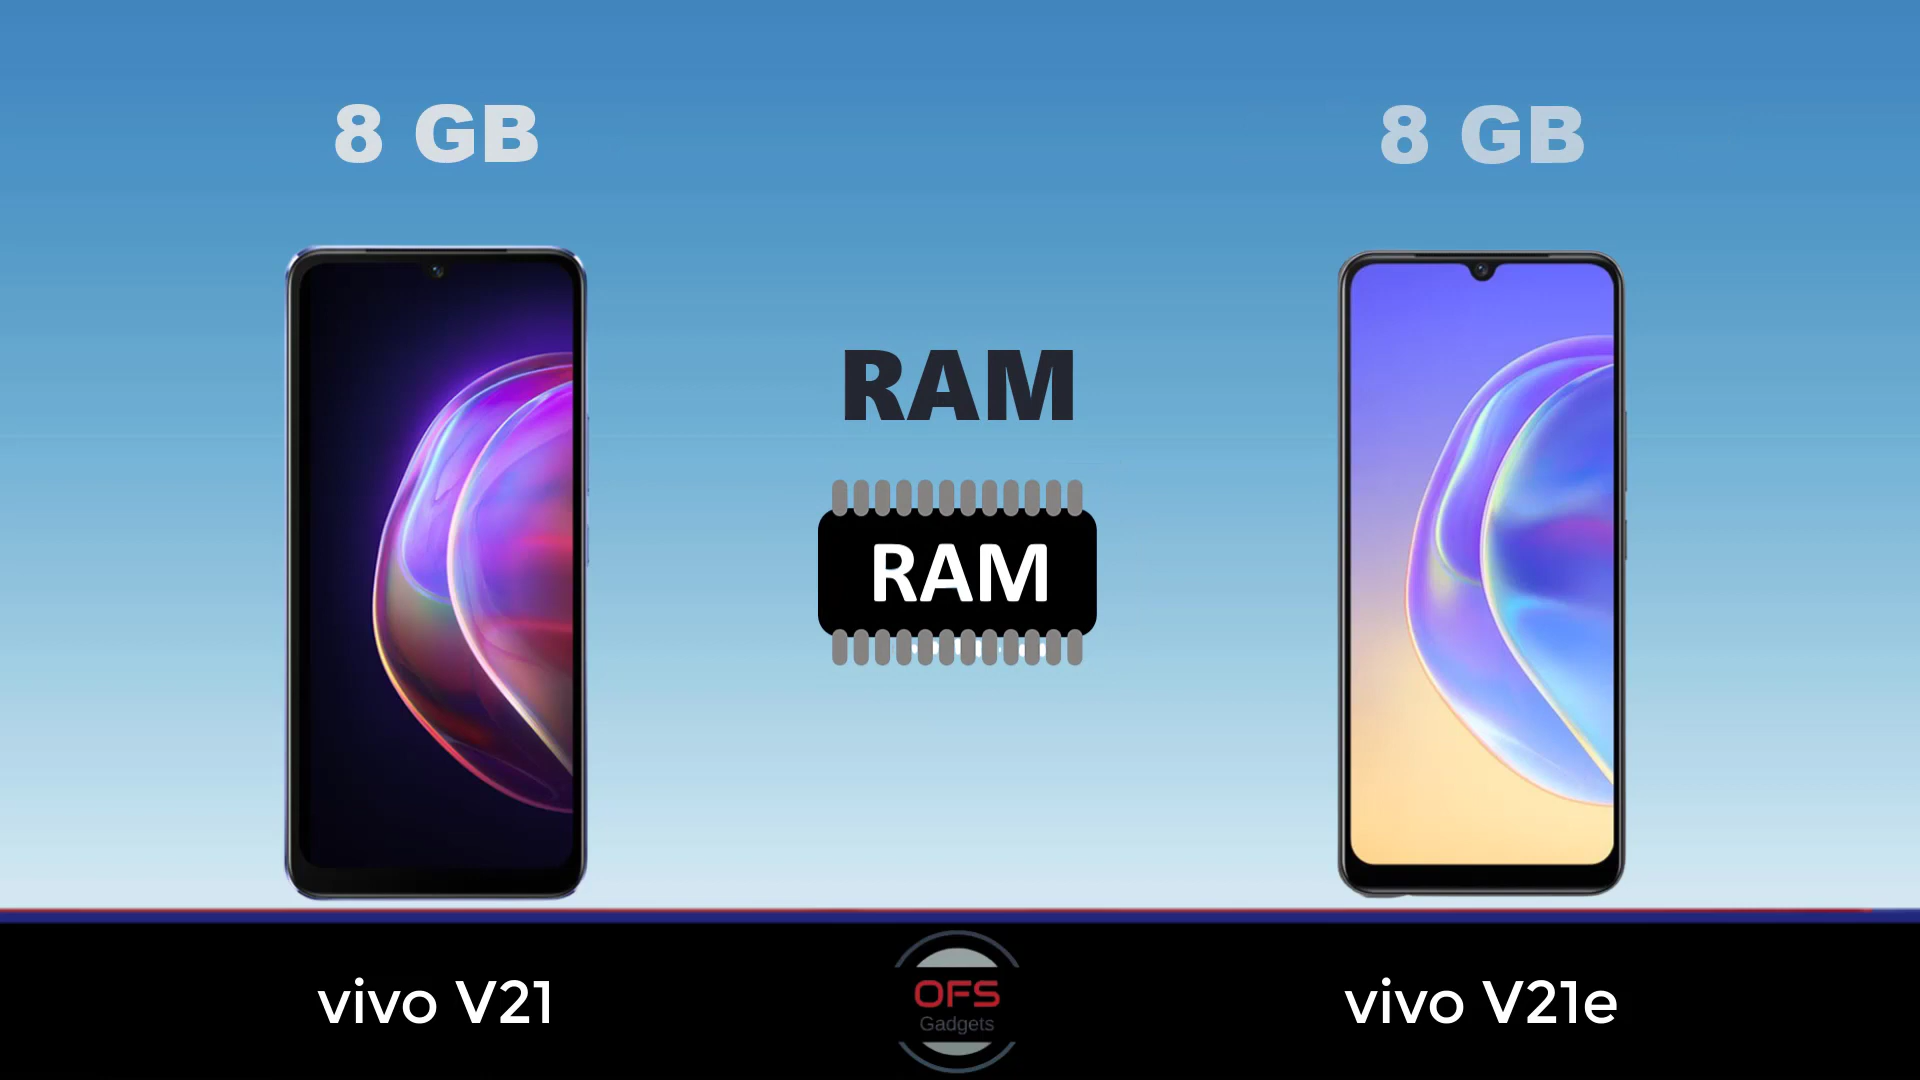 8 GB
8 GB
RAM
RAM
vivo V21
OFS
Gadgets
vivo V21e